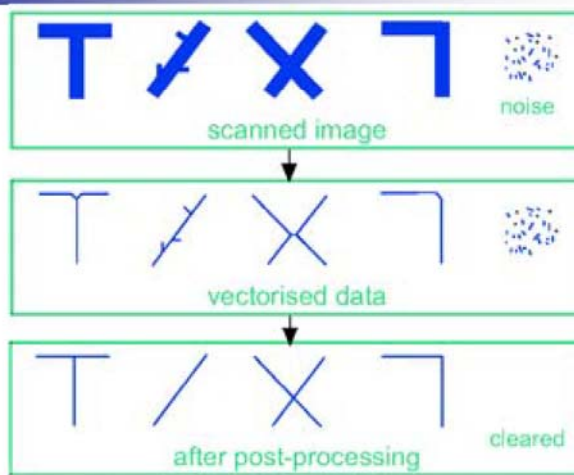 noise
scanned image
vectorised data
cleared
after post-processing